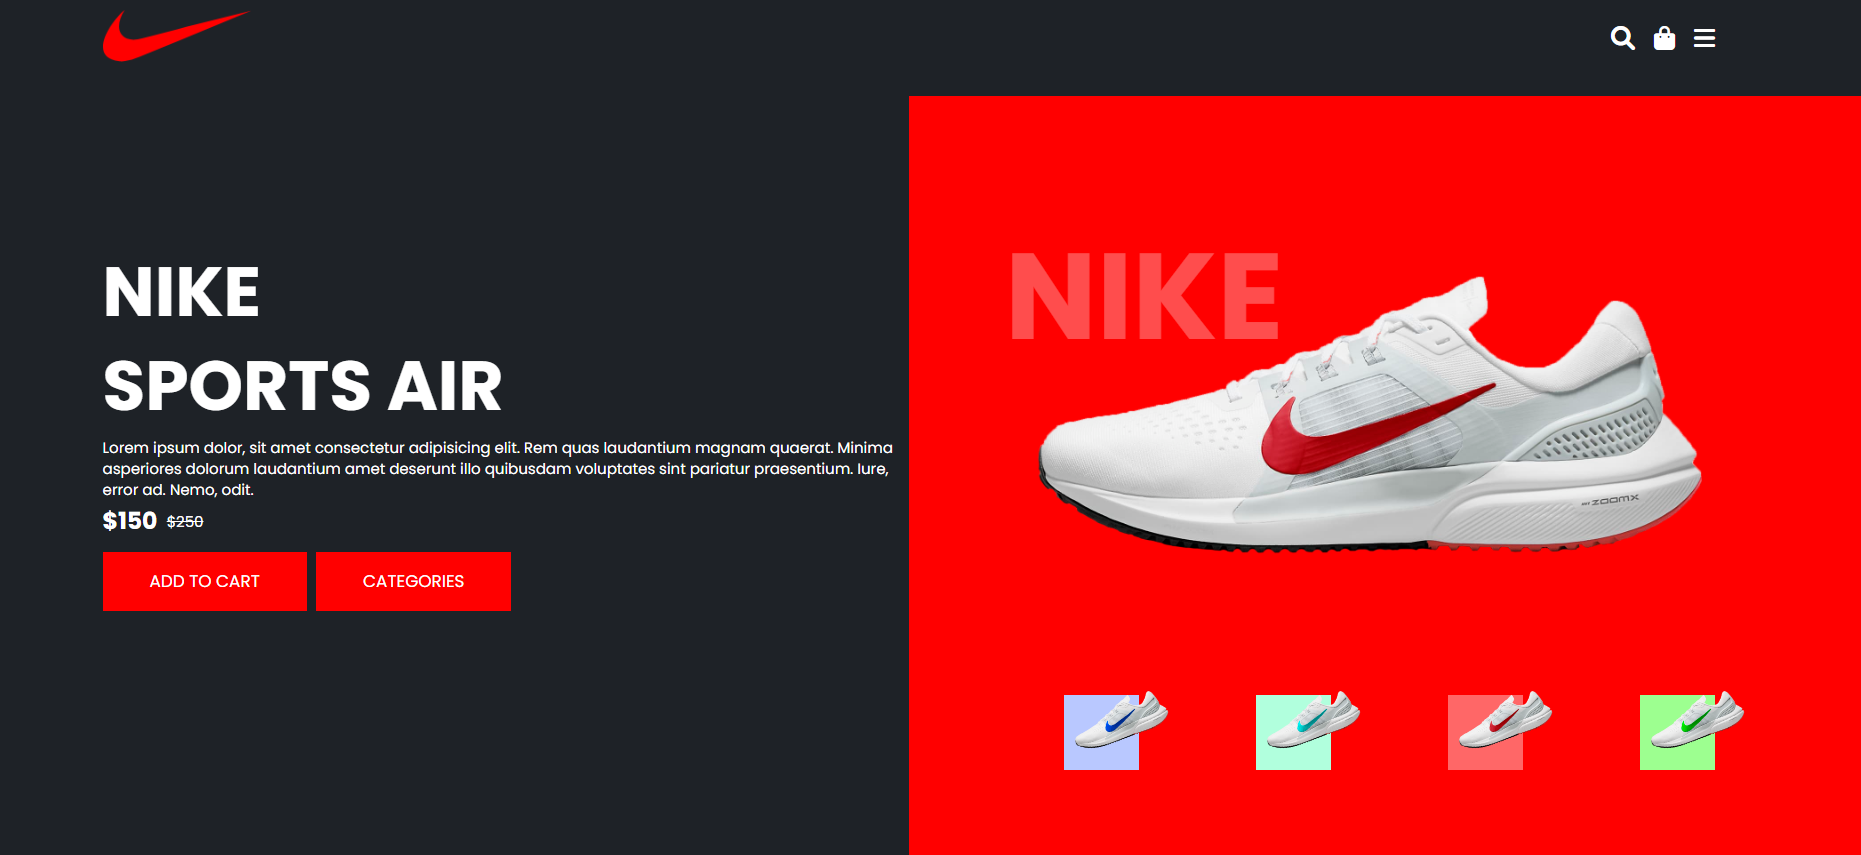 NIKE
SPORTS AIR
Lorem ipsum dolor, sit amet consectetur adipisicing elit. Rem quas laudantium magnam quaerat. Minima
asperiores dolorum laudantium amet deserunt illo quibusdam voluptates sint pariatur praesentium. Iure,
error ad. Nemo, odit.
$150 $250
ADD TO CART CATEGORIES
NIKE
ZOOMX